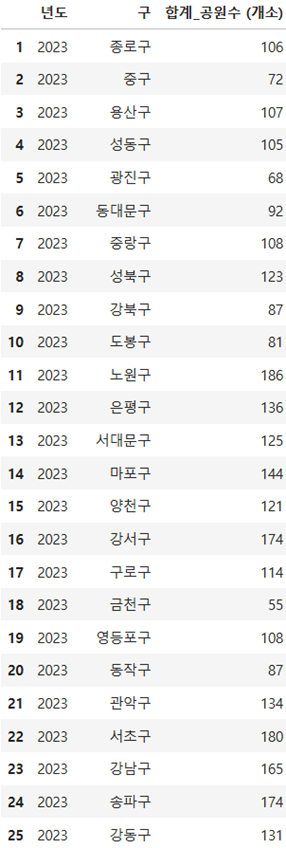 년도 구 합계_공원수 (개소)
1 2023 종로구 106
2 2023 중구 72
3 2023 용산구 107
4 2023 성동구 105
5 2023 광진구 68
6 2023 동대문구 92
7 2023 중랑구 108
8 2023 성북구 123
9 2023 강북구 87
10 2023 도봉구 81
11 2023 노원구 186
12 2023 은평구 136
13 2023 서대문구 125
14 2023 마포구 144
15 2023 양천구 121
16 2023 강서구 174
17 2023 구로구 114
18 2023 금천구 55
19 2023 영등포구 108
20 2023 동작구 87
21 2023 관악구 134
22 2023 서초구 180
23 2023 강남구 165
24 2023 송파구 174
25 2023 강동구 131